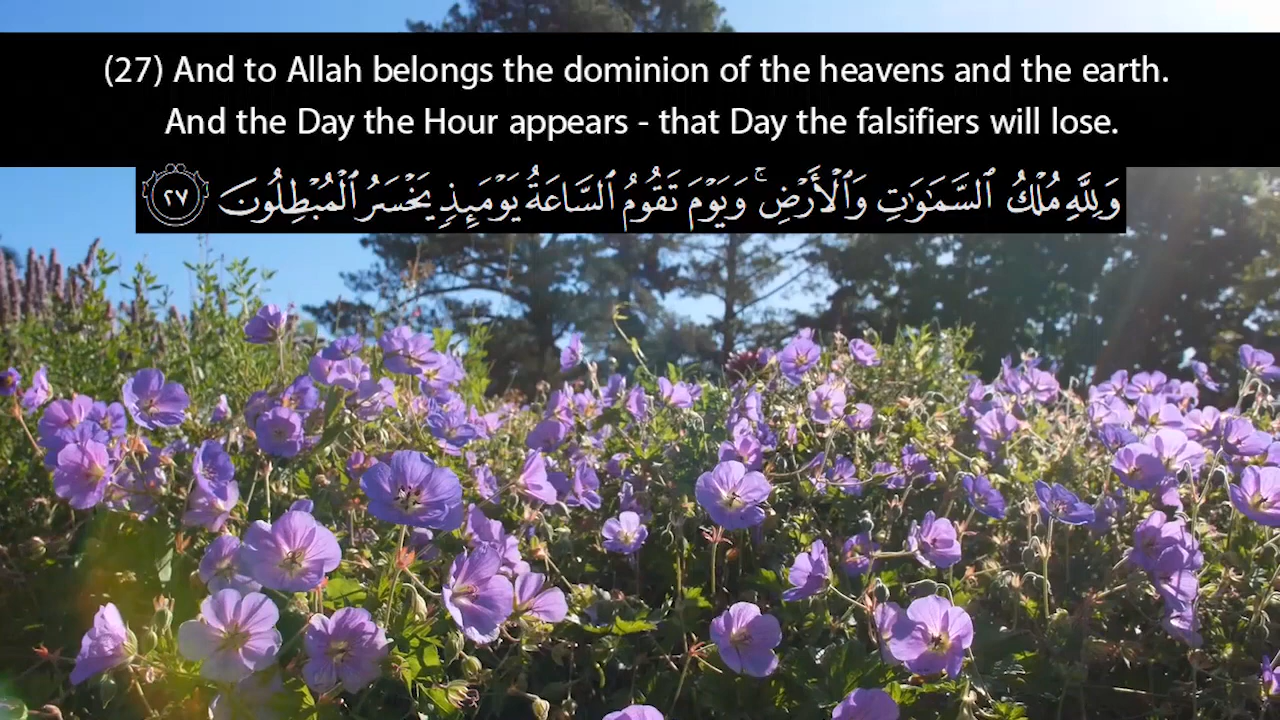 (27) And to Allah belongs the dominion of the heavens and the earth.
And the Day the Hour appears - that Day the falsifiers will lose.
وَلِلَّهِ مُلْكُ ٱلسَّمَـٰوَٰتِ وَٱلْأَرْضِ ۚ وَيَوْمَ تَقُومُ ٱلسَّاعَةُ يَوْمَئِذٍ يَخْسَرُ ٱلْمُبْطِلُونَ ٢٧